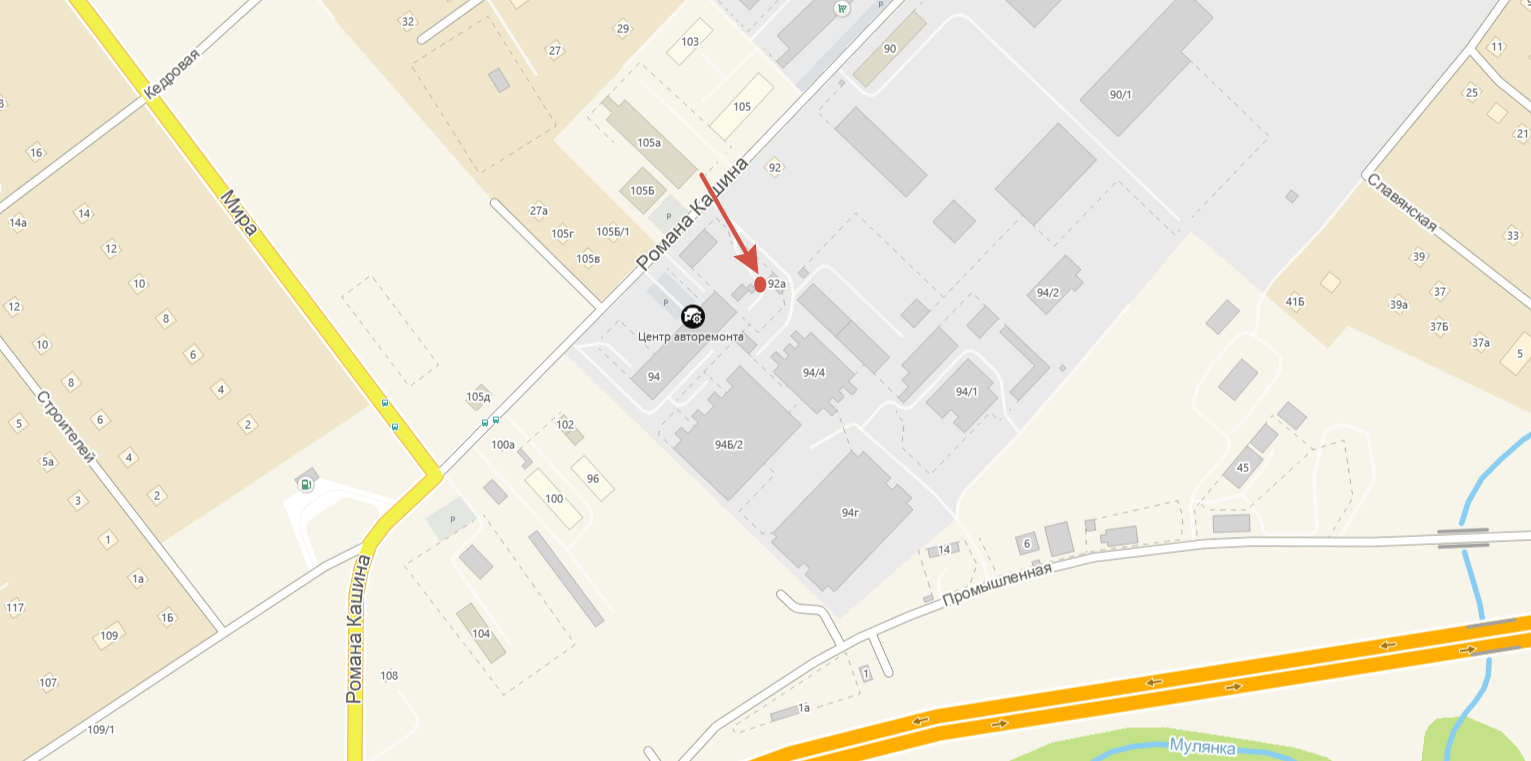 32
29
27
103
90
11
Кедровая
25
90/1
105
21
16
105а
92
105Б
Славянская
14а
14
Мира
27а
Р
105г
105Б/1
33
12
Романа Кашина
105в
39
10
92а
94/2
37
41Б
12
Р
39а
8
37Б
10
Центр авторемонта
37а
6
5
94
94/4
8
4
94/1
105д
Строителей
5
6
2
102
100а
94Б/2
4
5а
96
45
Р
100
3
2
94г
Р
1
14
6
1а
Промышленная
117
1Б
Романа Кашина
109
104
108
1
107
1а
109/1
Мулянка